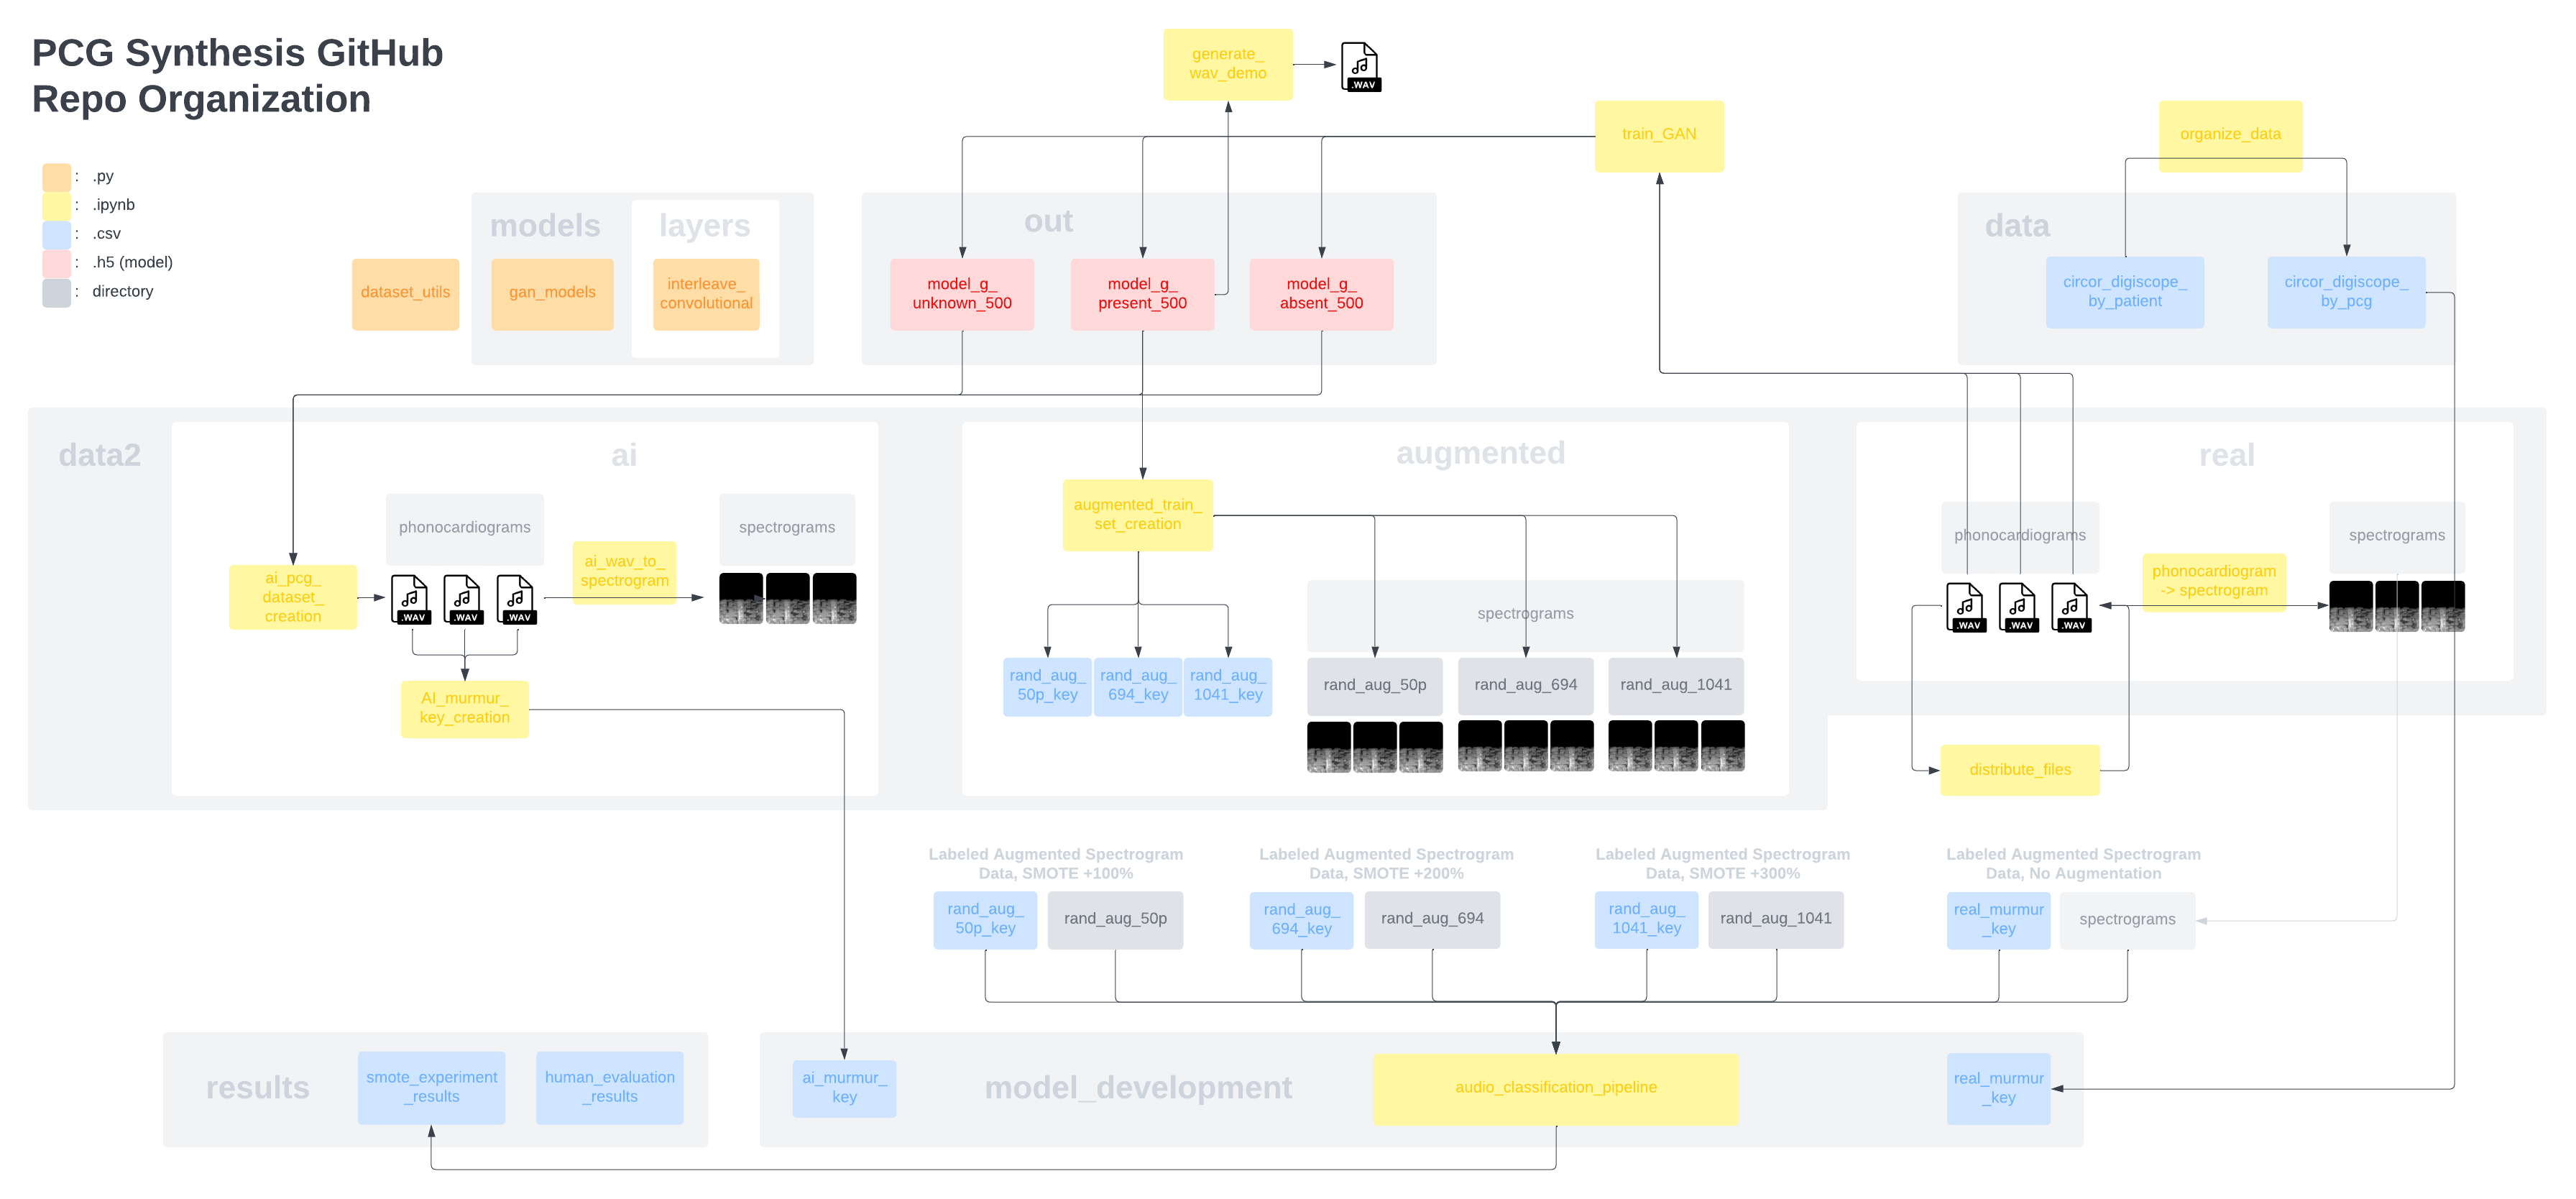 PCG Synthesis GitHub
Repo Organization
: .py
: .ipynb
: .csv
: .h5 (model)
: directory
generate_
wav_demo
.WAV
train_GAN
organize_data
models
layers
out
data
dataset_utils
gan_models
interleave_
convolutional
model_g_
unknown_500
model_g_
present_500
model_g_
absent_500
circor_digiscope_
by_patient
circor_digiscope_
by_pcg
data2
ai
phonocardiograms
spectrograms
ai_wav_to_
spectrogram
ai_pcg_
dataset_
creation
.WAV
.WAV
.WAV
AI_murmur_
key_creation
augmented
augmented_train_
set_creation
spectrograms
rand_aug_
50p_key
rand_aug_
694_key
rand_aug_
1041_key
rand_aug_50p
rand_aug_694
rand_aug_1041
real
phonocardiograms
spectrograms
phonocardiogram
-> spectrogram
.WAV
.WAV
.WAV
distribute_files
Labeled Augmented Spectrogram
Data, SMOTE +100%
rand_aug_
50p_key
rand_aug_50p
Labeled Augmented Spectrogram
Data, SMOTE +200%
rand_aug_
694_key
rand_aug_694
Labeled Augmented Spectrogram
Data, SMOTE +300%
rand_aug_
1041_key
rand_aug_1041
Labeled Augmented Spectrogram
Data, No Augmentation
real_murmur
_key
spectrograms
results
smote_experiment
_results
human_evaluation
_results
ai_murmur_
key
model_development
audio_classification_pipeline
real_murmur
_key